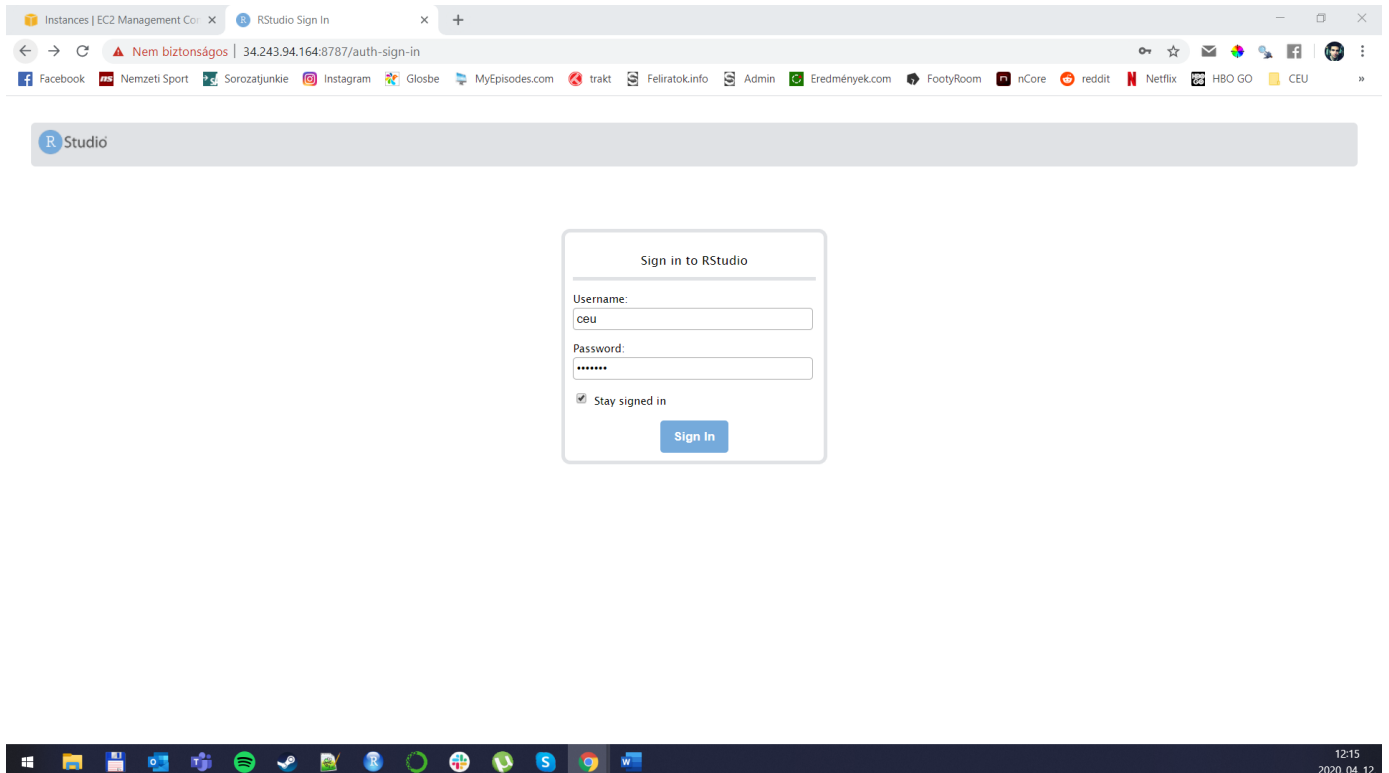 Instances | EC2 Management Con
RStudio Sign In
Nem biztonságos | 34.243.94.164:8787/auth-sign-in
Facebook Nemzeti Sport Sorozatjunkie Instagram Glosbe MyEpisodes.com trakt Feliratok.info Admin Eredmények.com FootyRoom nCore reddit Netflix HBO GO CEU »
R Studio
Sign in to RStudio
Username:
ceu
Password:
•••••••
Stay signed in
Sign In
12:15
2020. 04. 12.